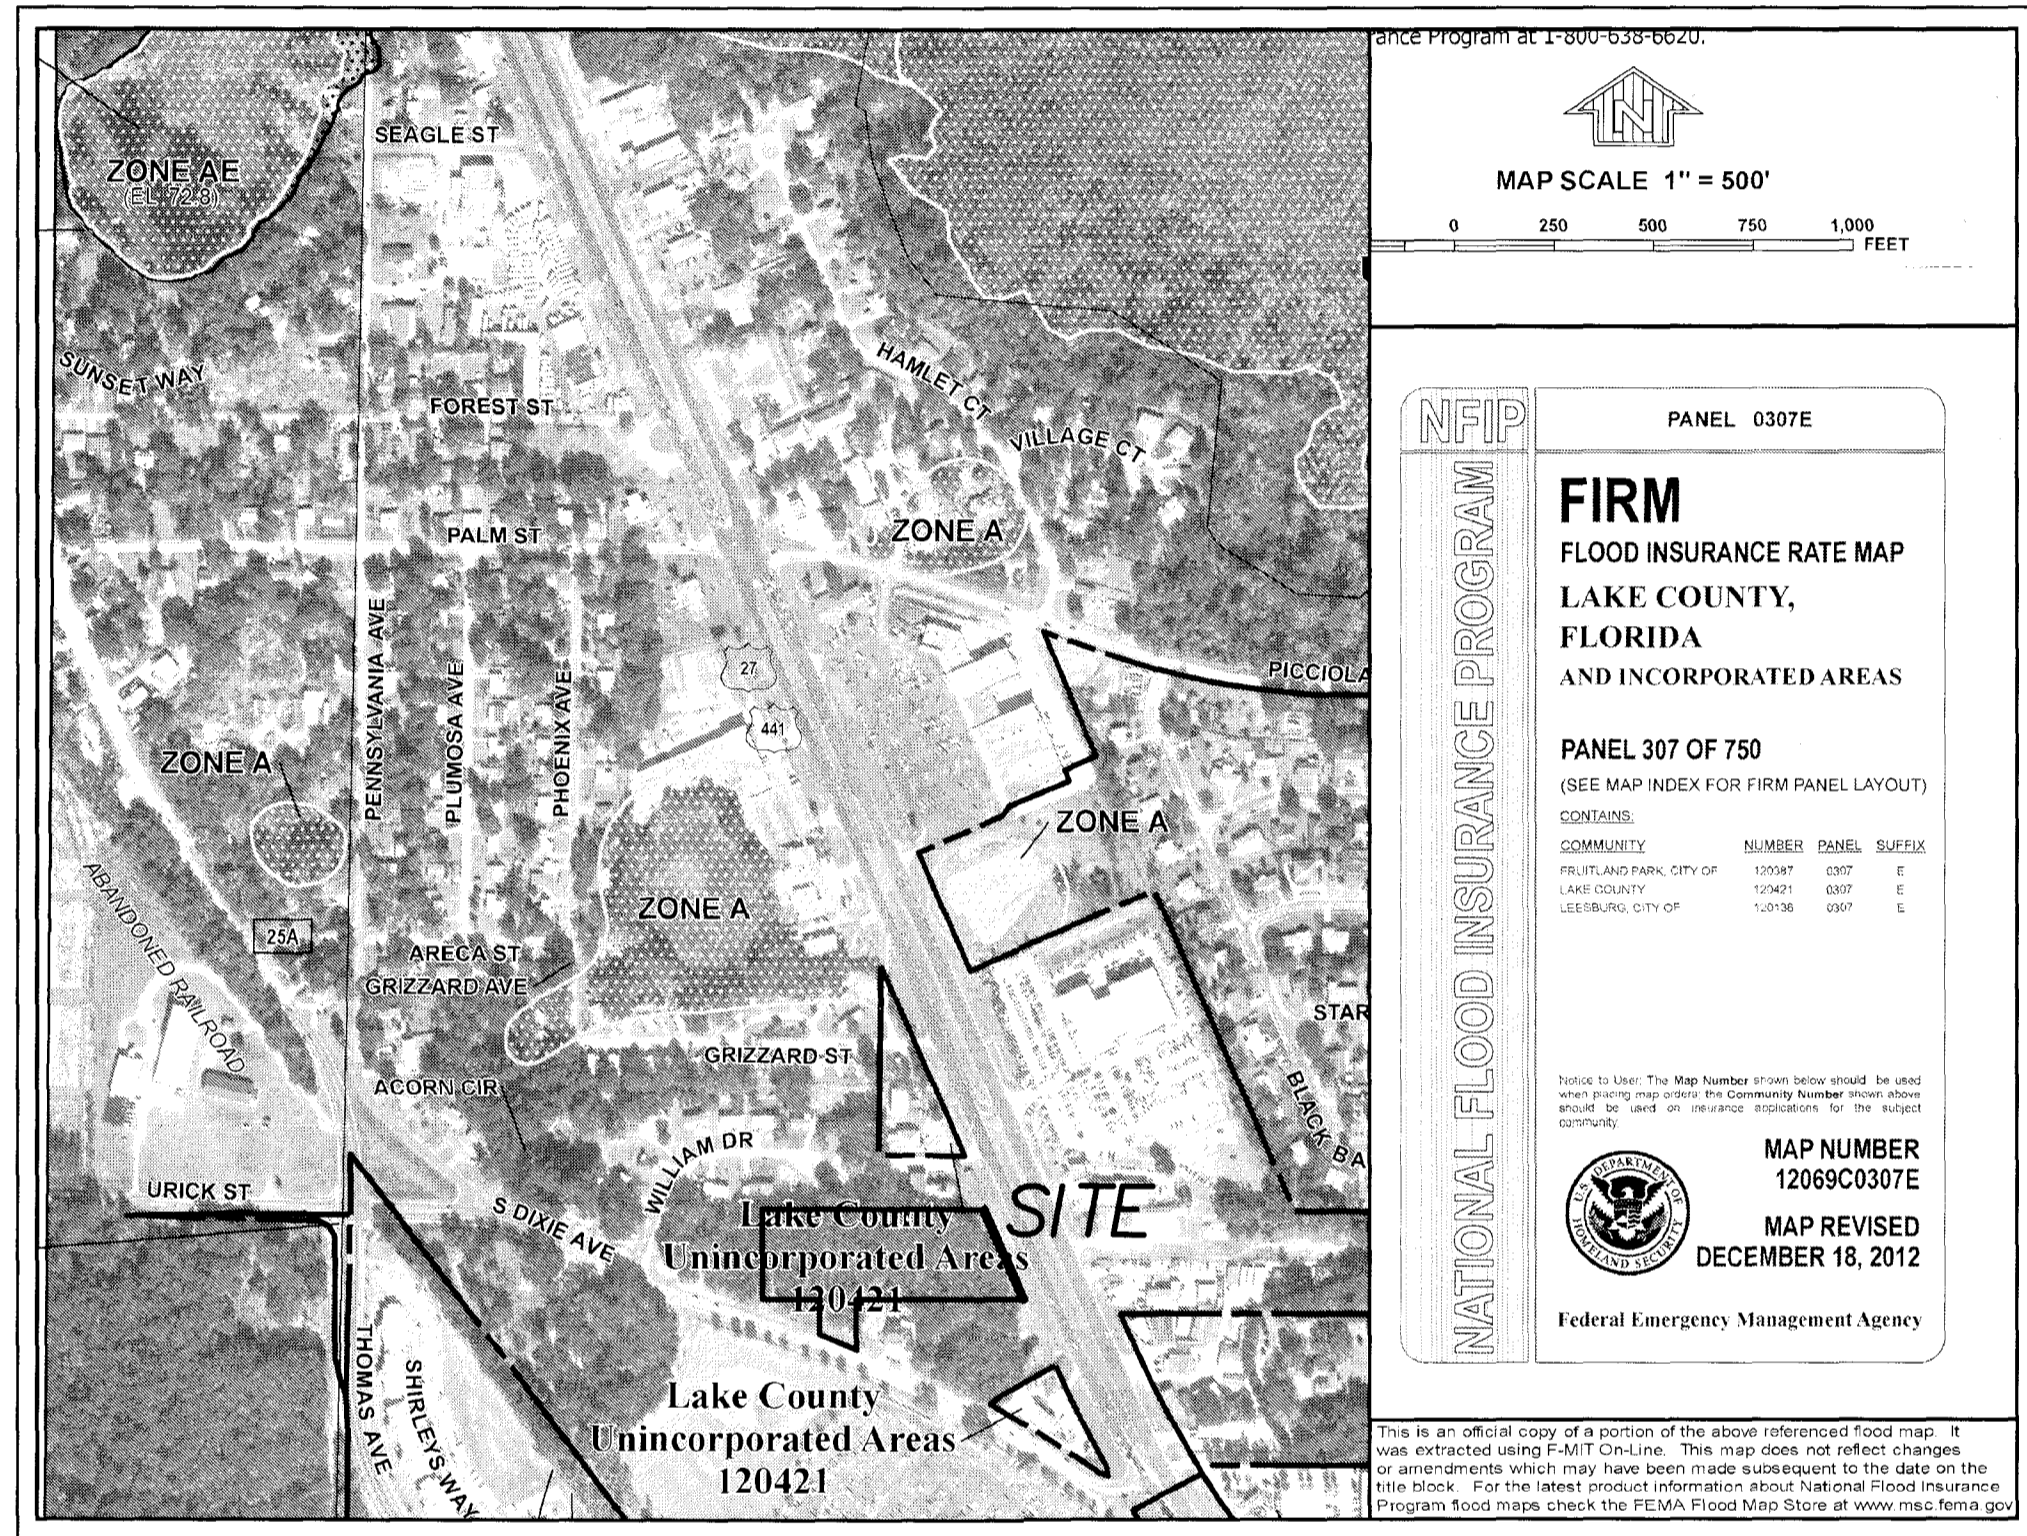 ance Program at 1-800-638-6620.
N
MAP SCALE 1" = 500'
0 250 500 750 1,000
FEET
SEAGLE ST
ZONE AE
(EL 72.8)
SUNSET WAY
FOREST ST
HAMLET CT
VILLAGE CT
PALM ST
ZONE A
PENNSYLVANIA AVE
PLUMOSA AVE
PHOENIX AVE
27
441
PICCIOLA
ZONE A
ZONE A
ZONE A
ABANDONED RAILROAD
25A
ARECA ST
GRIZZARD AVE
STAR
GRIZZARD ST
ACORN CIR
BLACK BA
WILLIAM DR
URICK ST
S DIXIE AVE
SITE
Lake County
Unincorporated Areas
120421
THOMAS AVE
SHIRLEYS WAY
Lake County
Unincorporated Areas
120421
NFIP
NATIONAL FLOOD INSURANCE PROGRAM
PANEL 0307E
FIRM
FLOOD INSURANCE RATE MAP
LAKE COUNTY,
FLORIDA
AND INCORPORATED AREAS
PANEL 307 OF 750
(SEE MAP INDEX FOR FIRM PANEL LAYOUT)
CONTAINS:
COMMUNITY NUMBER PANEL SUFFIX
FRUITLAND PARK, CITY OF 120387 0307 E
LAKE COUNTY 120421 0307 E
LEESBURG, CITY OF 120136 0307 E
Notice to User: The Map Number shown below should be used
when placing map orders: the Community Number shown above
should be used on insurance applications for the subject
community.
U.S. DEPARTMENT OF HOMELAND SECURITY
MAP NUMBER
12069C0307E
MAP REVISED
DECEMBER 18, 2012
Federal Emergency Management Agency
This is an official copy of a portion of the above referenced flood map. It
was extracted using F-MIT On-Line. This map does not reflect changes
or amendments which may have been made subsequent to the date on the
title block. For the latest product information about National Flood Insurance
Program flood maps check the FEMA Flood Map Store at www.msc.fema.gov